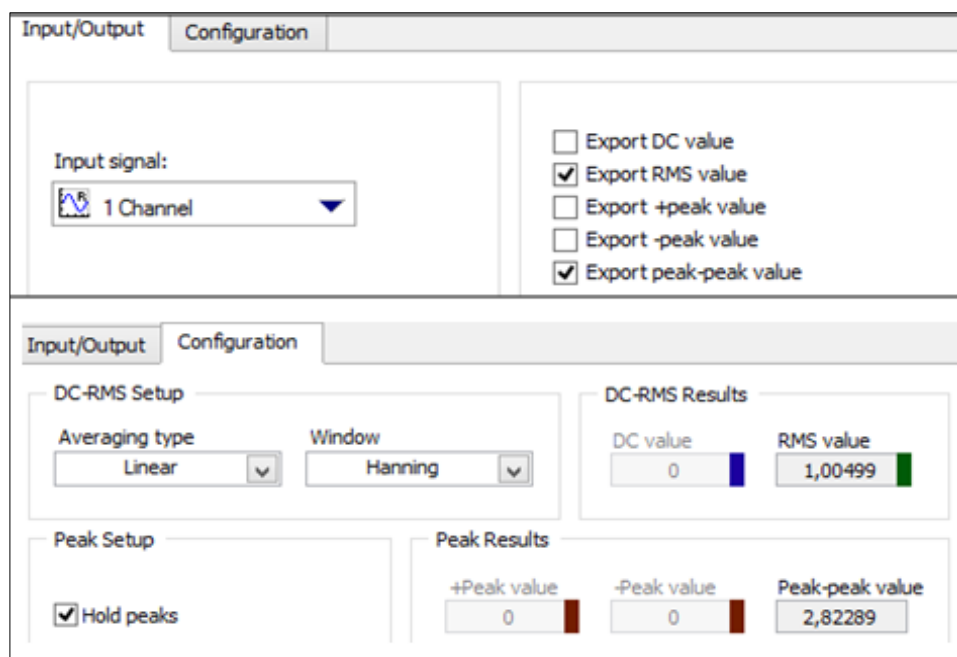 Input/Output Configuration
Input signal:
1 Channel
Export DC value
Export RMS value
Export +peak value
Export -peak value
Export peak-peak value
Input/Output Configuration
DC-RMS Setup
Averaging type Window
Linear Hanning
DC-RMS Results
DC value RMS value
0 1,00499
Peak Setup
Hold peaks
Peak Results
+Peak value -Peak value Peak-peak value
0 0 2,82289